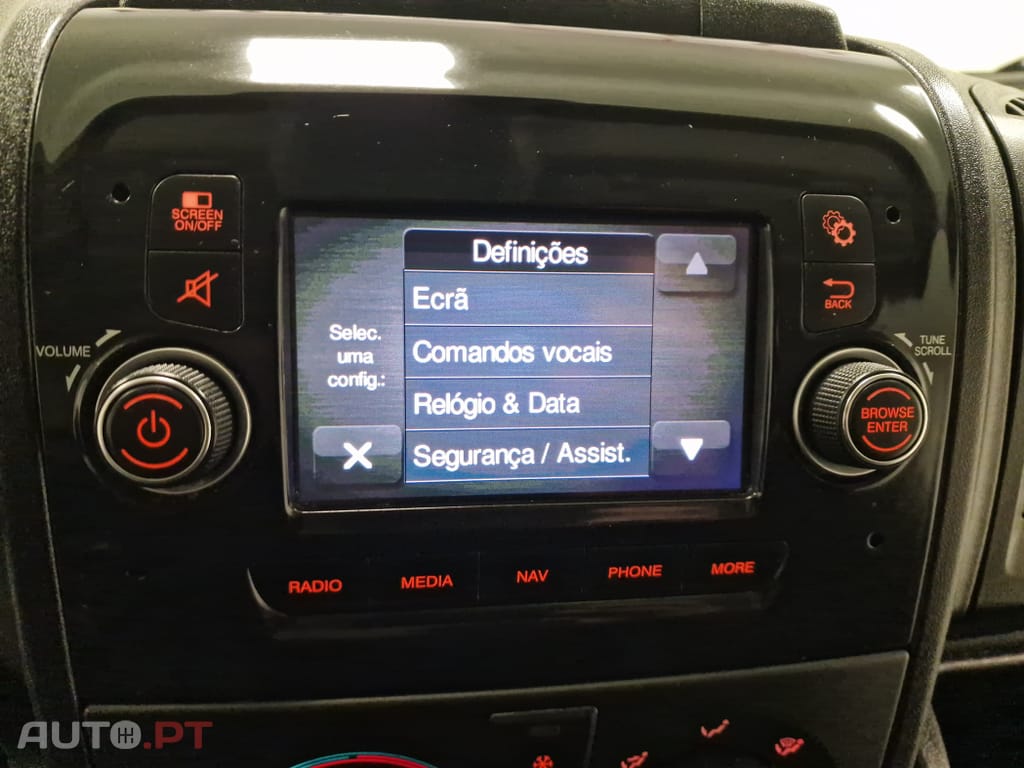 SCREEN
ON/OFF
VOLUME
Definições
Ecrã
Comandos vocais
Relógio & Data
Segurança / Assist.
Selec.
uma
config.:
BACK
TUNE
SCROLL
BROWSE
ENTER
RADIO
MEDIA
NAV
PHONE
MORE
AUTO.PT